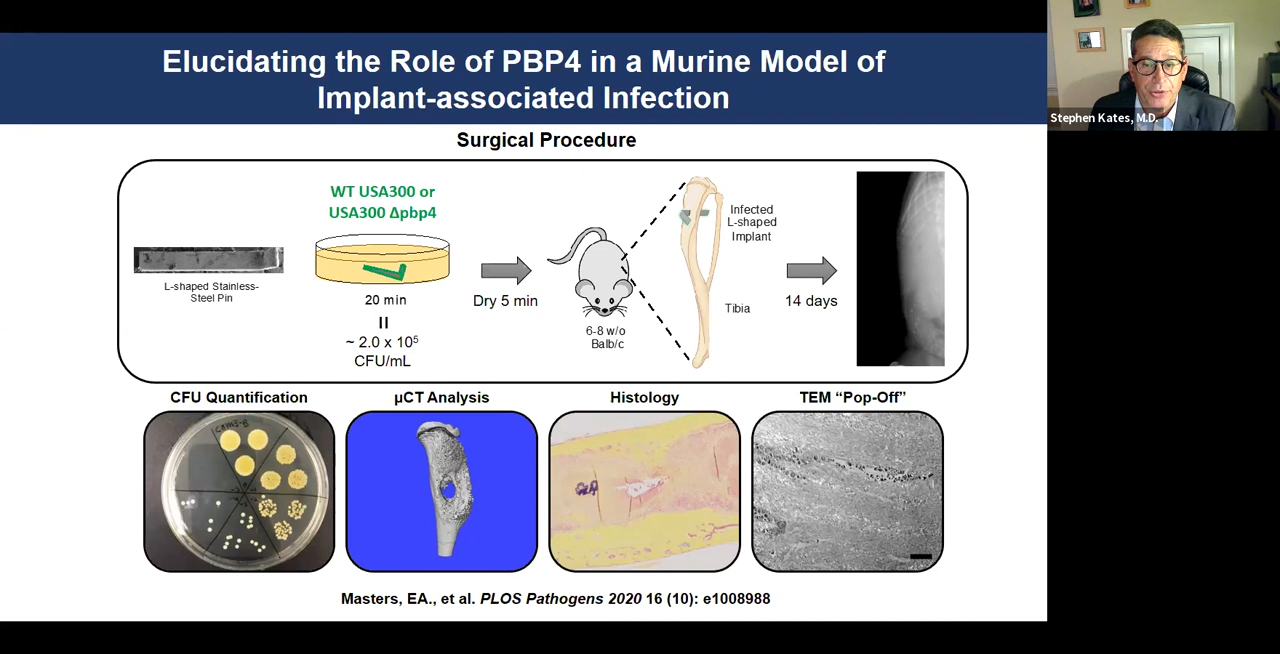 Elucidating the Role of PBP4 in a Murine Model of
Implant-associated Infection
Stephen Kates, M.D.
Surgical Procedure
WT USA300 or
USA300 Δpbp4
L-shaped Stainless-
Steel Pin
20 min
=
~ 2.0 x 10⁵
CFU/mL
Dry 5 min
6-8 w/o
Balb/c
Infected
L-shaped
Implant
Tibia
14 days
CFU Quantification
µCT Analysis
Histology
TEM “Pop-Off”
Masters, EA., et al. PLOS Pathogens 2020 16 (10): e1008988